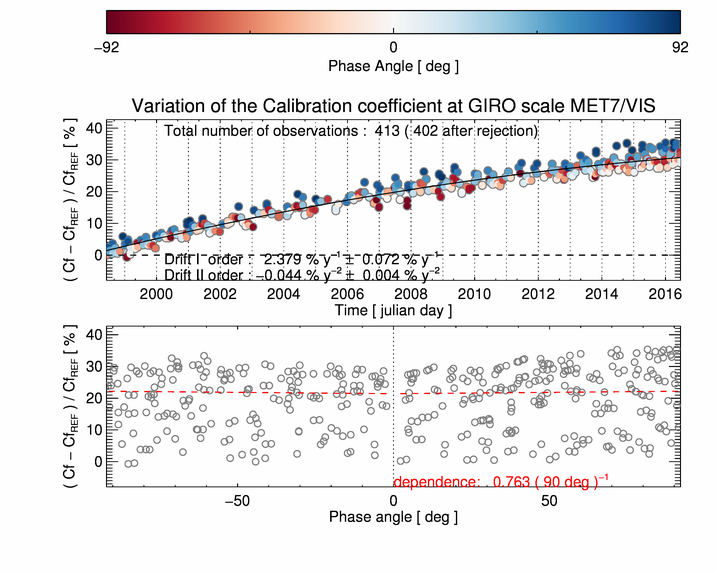 −92 0 92
Phase Angle [ deg ]
Variation of the Calibration coefficient at GIRO scale MET7/VIS
Total number of observations : 413 ( 402 after rejection)
( Cf − CfREF ) / CfREF [ % ]
40
30
20
10
0
Drift I order : 2.379 % y−1 ± 0.072 % y−1
Drift II order : −0.044 % y−2 ± 0.004 % y−2
2000 2002 2004 2006 2008 2010 2012 2014 2016
Time [ julian day ]
( Cf − CfREF ) / CfREF [ % ]
40
30
20
10
0
dependence: . 0.763 ( 90 deg )−1
−50 0 50
Phase angle [ deg ]